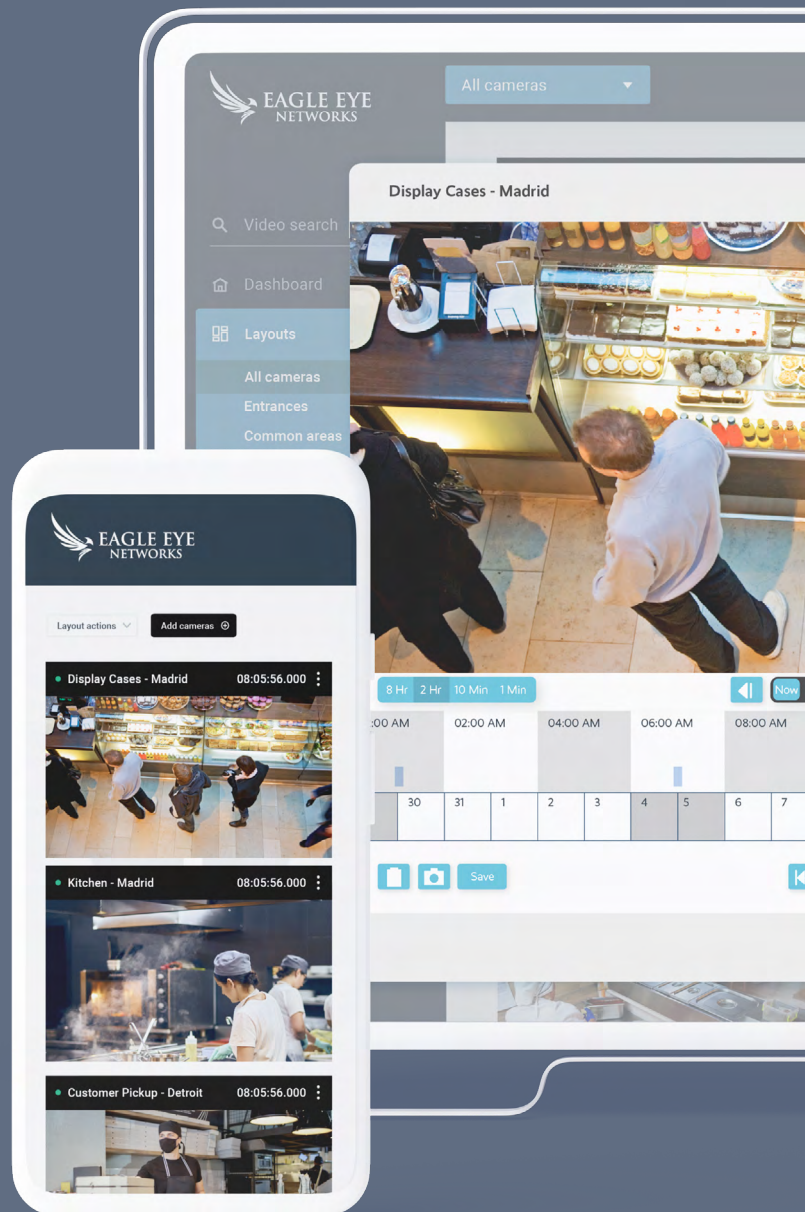 EAGLE EYE
NETWORKS
All cameras
Display Cases - Madrid
Video search
Dashboard
Layouts
All cameras
Entrances
Common areas
EAGLE EYE
NETWORKS
Layout actions
Add cameras
Display Cases - Madrid 08:05:56.000
Kitchen - Madrid 08:05:56.000
Customer Pickup - Detroit 08:05:56.000
8 Hr 2 Hr 10 Min 1 Min
Now
:00 AM 02:00 AM 04:00 AM 06:00 AM 08:00 AM
30 31 1 2 3 4 5 6 7
Save